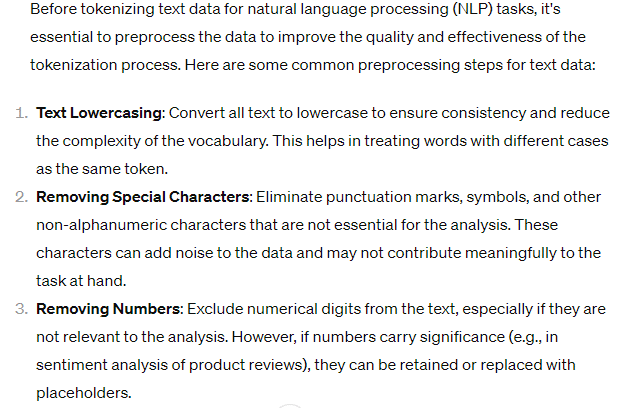 Before tokenizing text data for natural language processing (NLP) tasks, it's
essential to preprocess the data to improve the quality and effectiveness of the
tokenization process. Here are some common preprocessing steps for text data:
1. Text Lowercasing: Convert all text to lowercase to ensure consistency and reduce
the complexity of the vocabulary. This helps in treating words with different cases
as the same token.
2. Removing Special Characters: Eliminate punctuation marks, symbols, and other
non-alphanumeric characters that are not essential for the analysis. These
characters can add noise to the data and may not contribute meaningfully to the
task at hand.
3. Removing Numbers: Exclude numerical digits from the text, especially if they are
not relevant to the analysis. However, if numbers carry significance (e.g., in
sentiment analysis of product reviews), they can be retained or replaced with
placeholders.